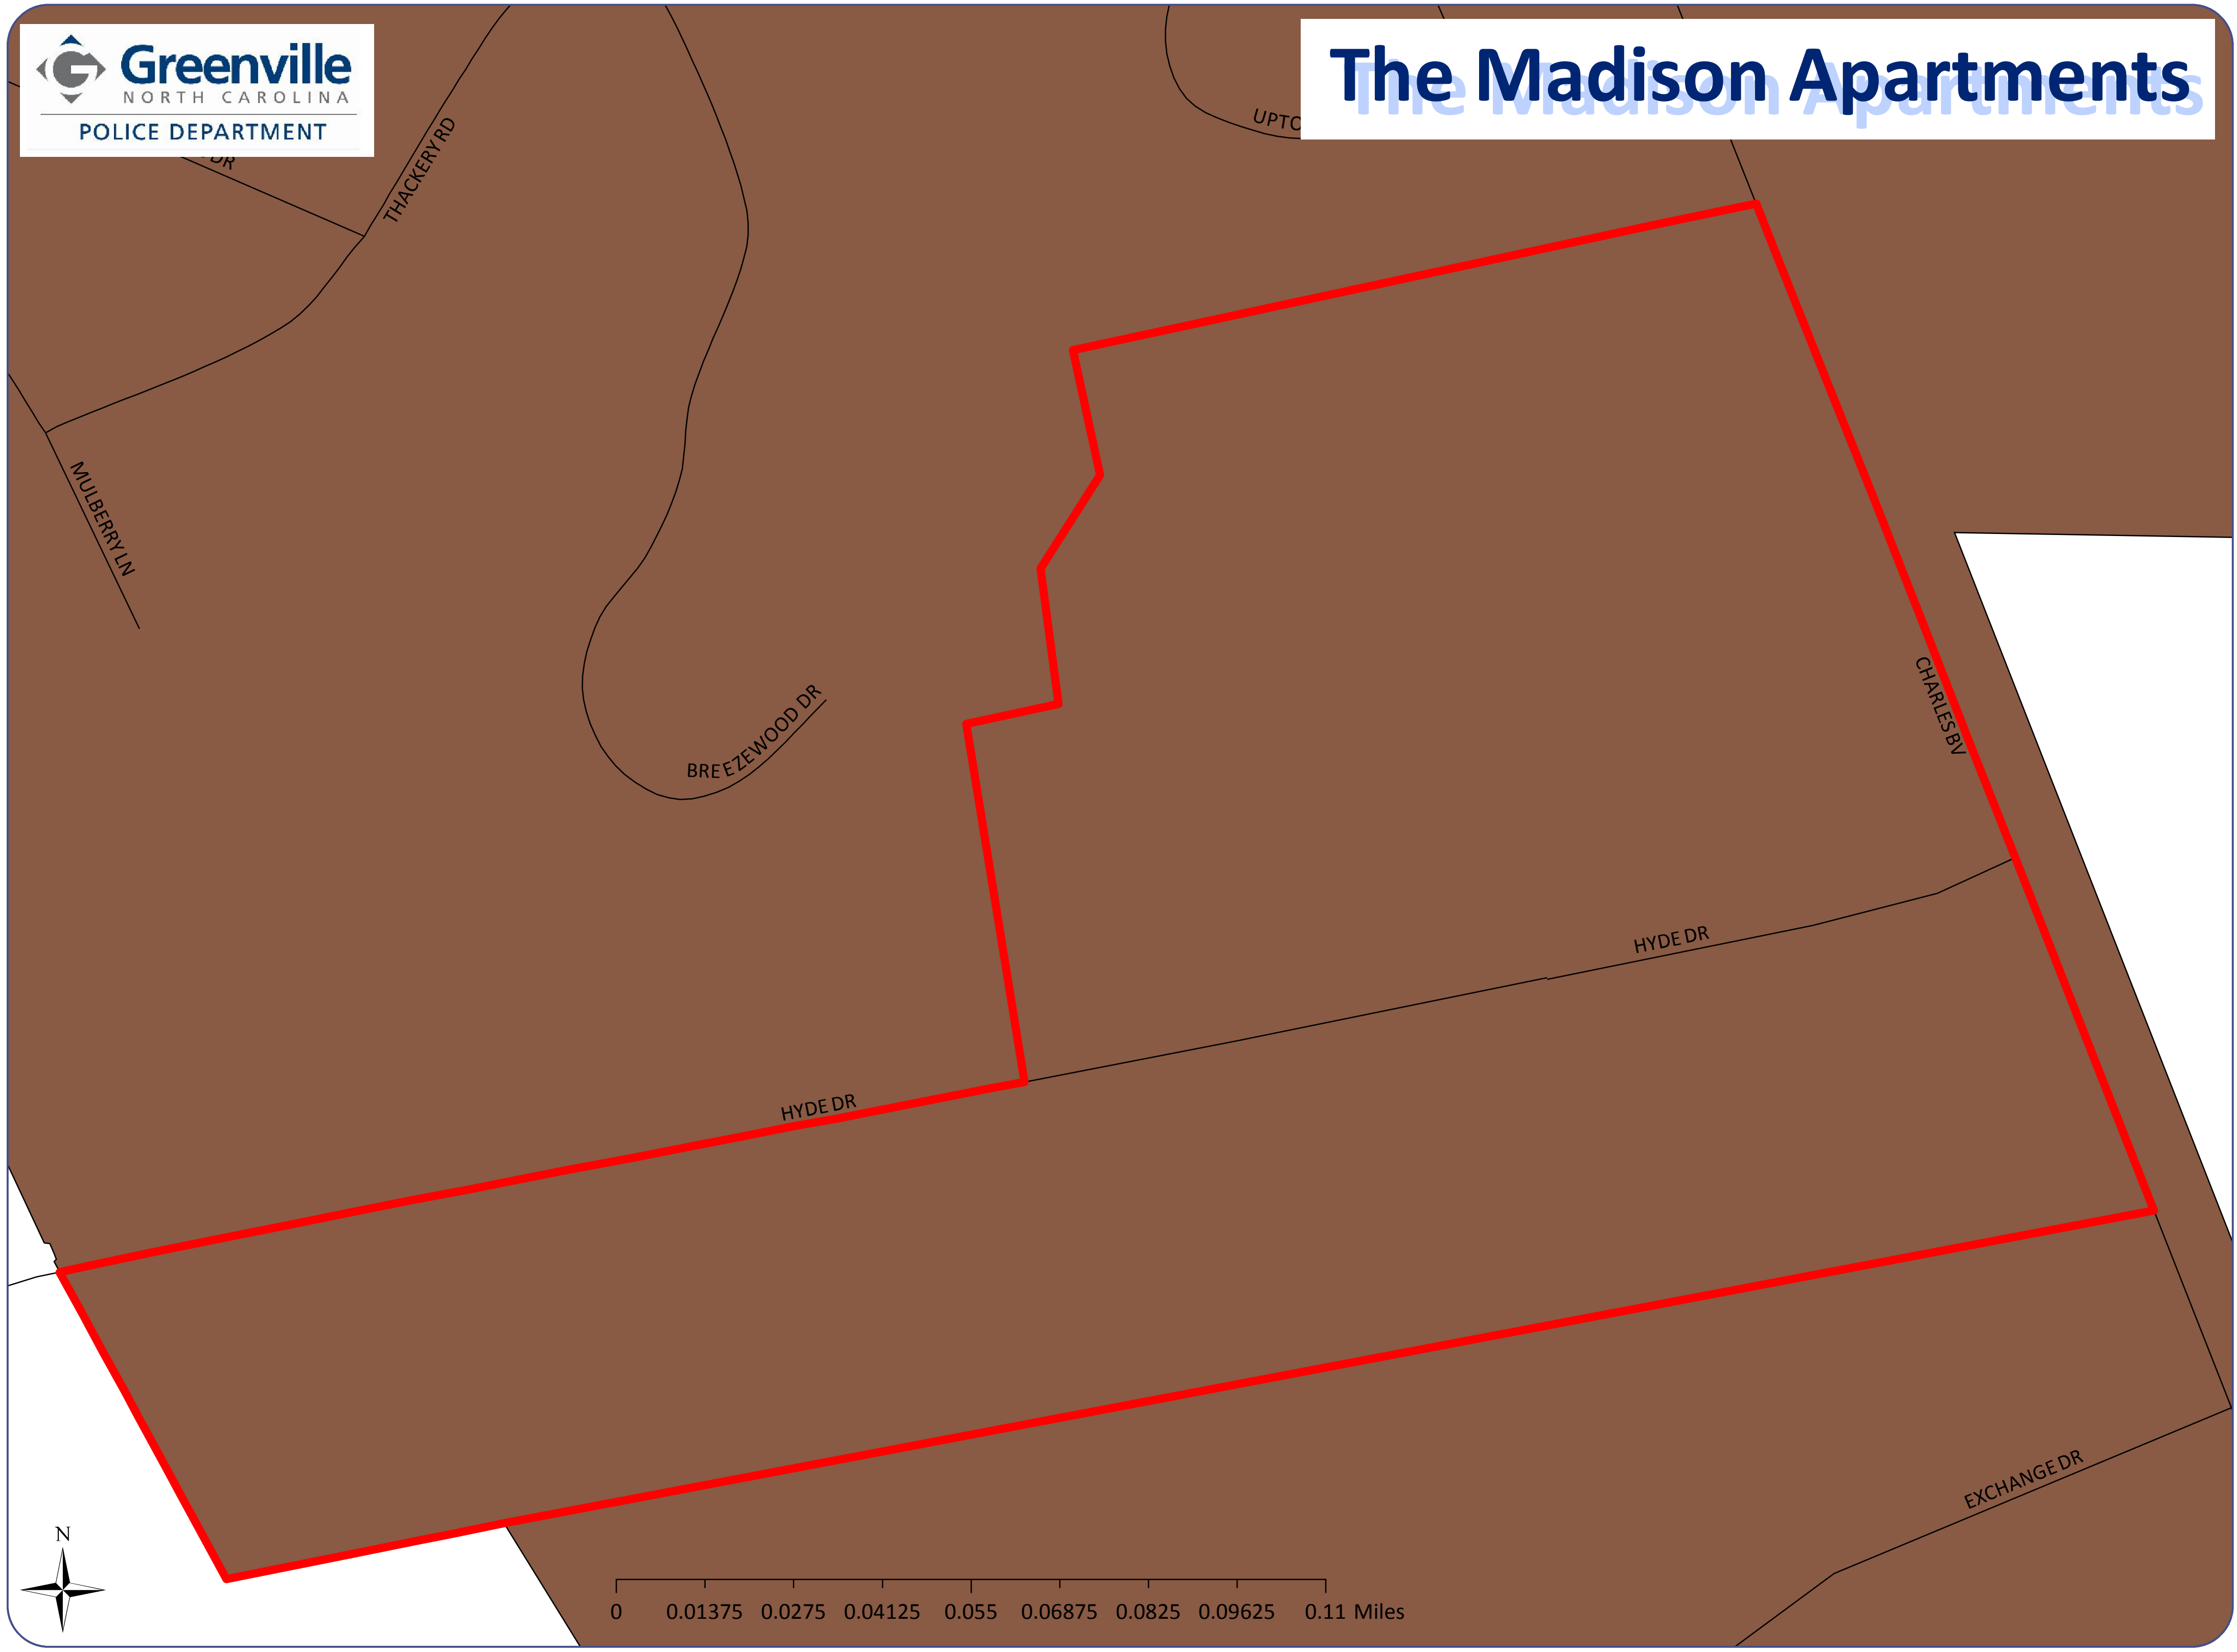 Greenville
NORTH CAROLINA
POLICE DEPARTMENT
The Madison Apartments
DR
THACKERY RD
UPTO
MULBERRY LN
BREEZEWOOD DR
CHARLES BV
HYDE DR
HYDE DR
EXCHANGE DR
N
0 0.01375 0.0275 0.04125 0.055 0.06875 0.0825 0.09625 0.11 Miles